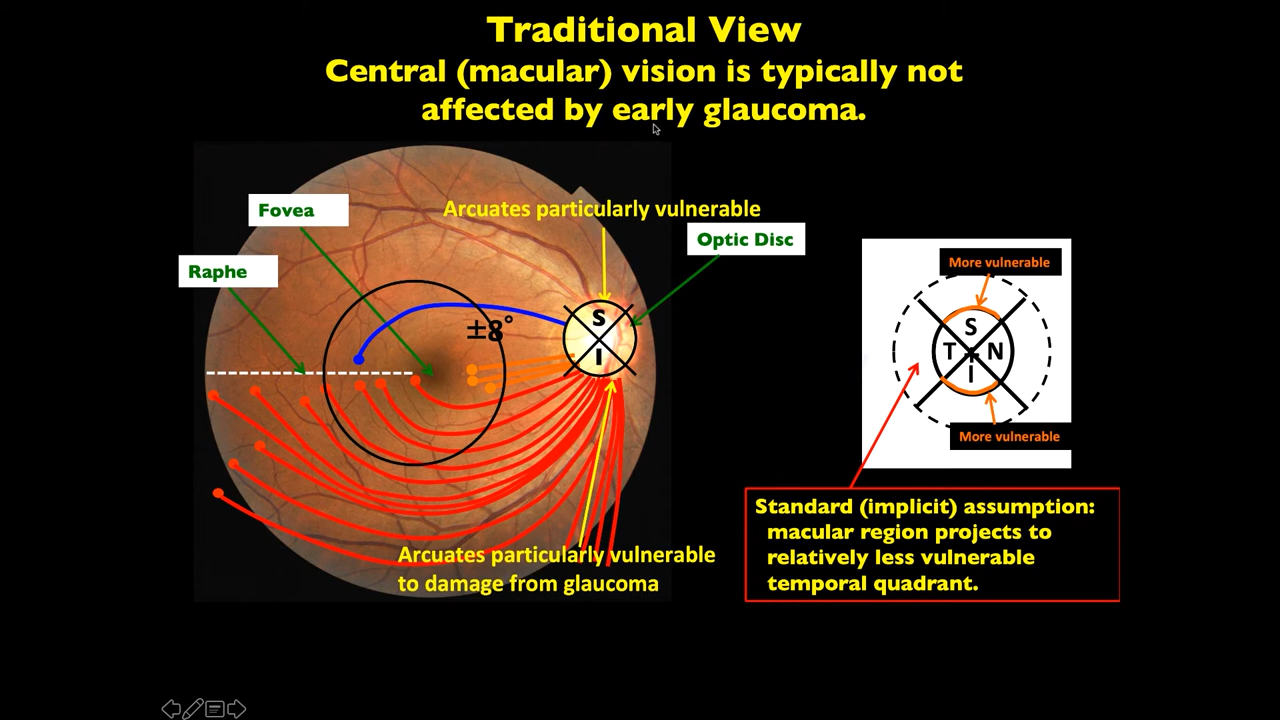 Traditional View
Central (macular) vision is typically not
affected by early glaucoma.
Fovea
Arcuates particularly vulnerable
Optic Disc
Raphe
±8°
S
I
More vulnerable
S
T
N
I
More vulnerable
Standard (implicit) assumption:
macular region projects to
relatively less vulnerable
temporal quadrant.
Arcuates particularly vulnerable
to damage from glaucoma